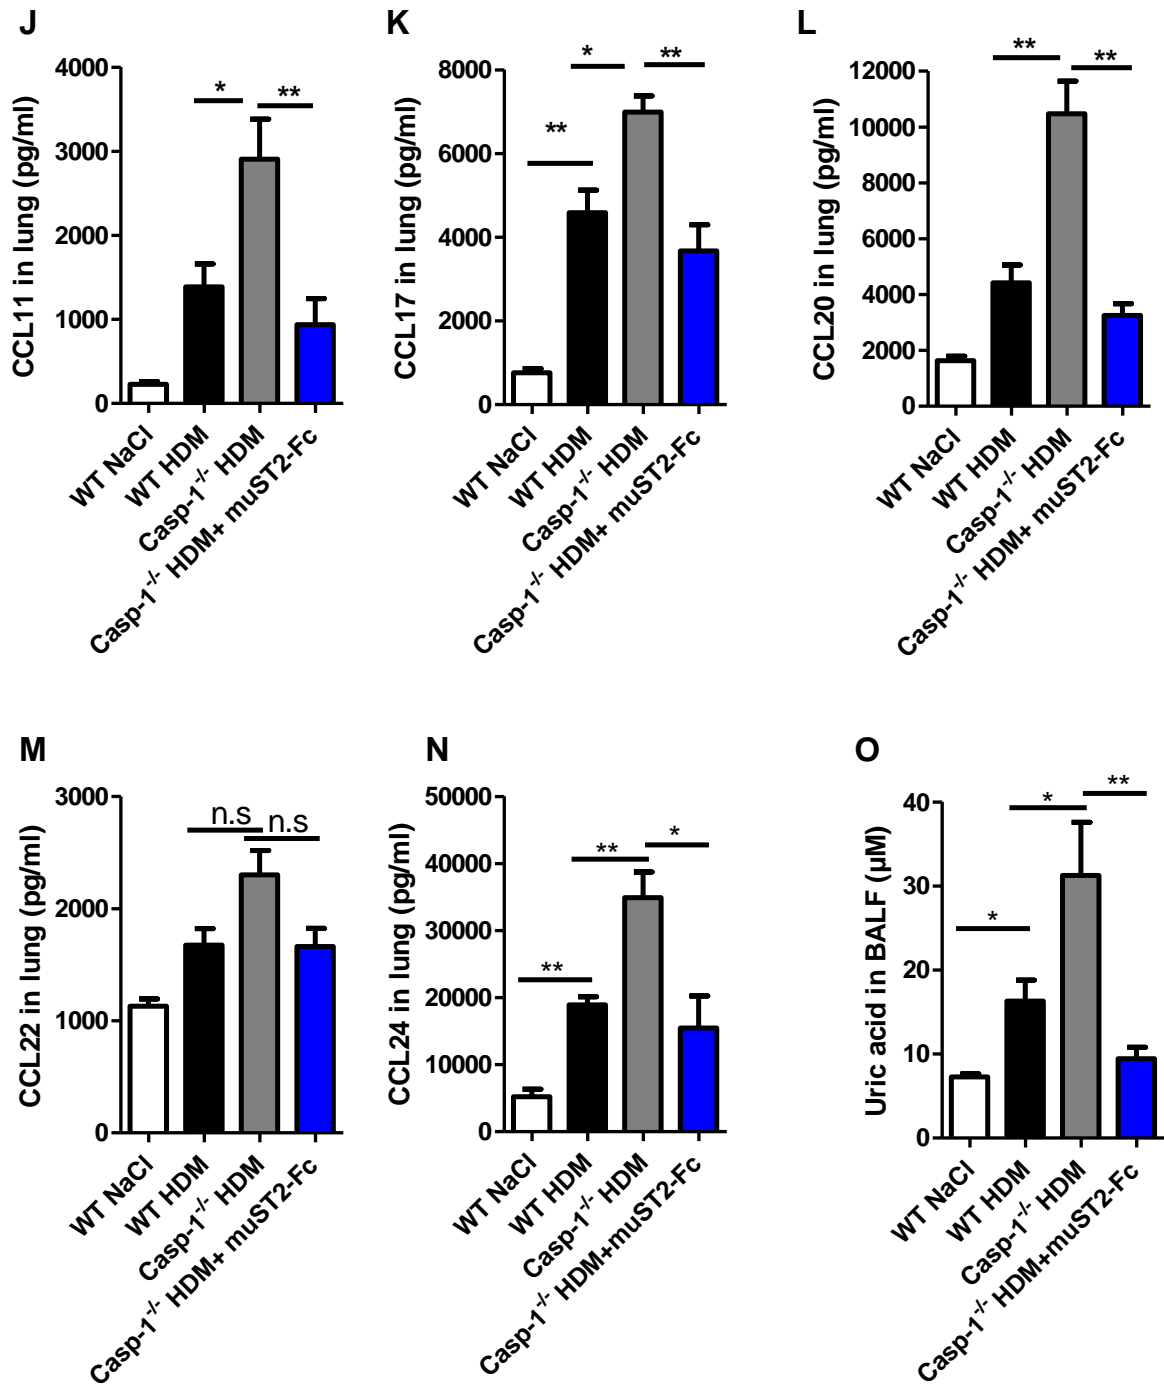 J
* **
CCL11 in lung (pg/ml)
4000
3000
2000
1000
0
WT NaCl
WT HDM
Casp-1-/- HDM
Casp-1-/- HDM+ muST2-Fc
K
* **
**
CCL17 in lung (pg/ml)
8000
6000
4000
2000
0
WT NaCl
WT HDM
Casp-1-/- HDM
Casp-1-/- HDM+ muST2-Fc
L
** **
CCL20 in lung (pg/ml)
12000
10000
8000
6000
4000
2000
0
WT NaCl
WT HDM
Casp-1-/- HDM
Casp-1-/- HDM+ muST2-Fc
M
n.s n.s
CCL22 in lung (pg/ml)
3000
2000
1000
0
WT NaCl
WT HDM
Casp-1-/- HDM
Casp-1-/- HDM+ muST2-Fc
N
** *
**
CCL24 in lung (pg/ml)
50000
40000
30000
20000
10000
0
WT NaCl
WT HDM
Casp-1-/- HDM
Casp-1-/- HDM+muST2-Fc
O
* **
*
Uric acid in BALF (µM)
40
30
20
10
0
WT NaCl
WT HDM
Casp-1-/- HDM
Casp-1-/- HDM+muST2-Fc